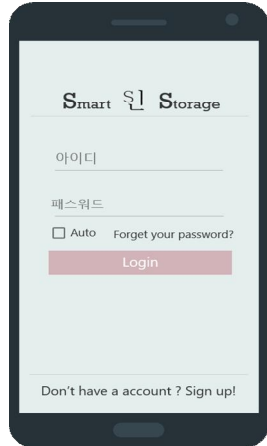 Smart SJ Storage
아이디
패스워드
Auto Forget your password?
Login
Don't have a account ? Sign up!